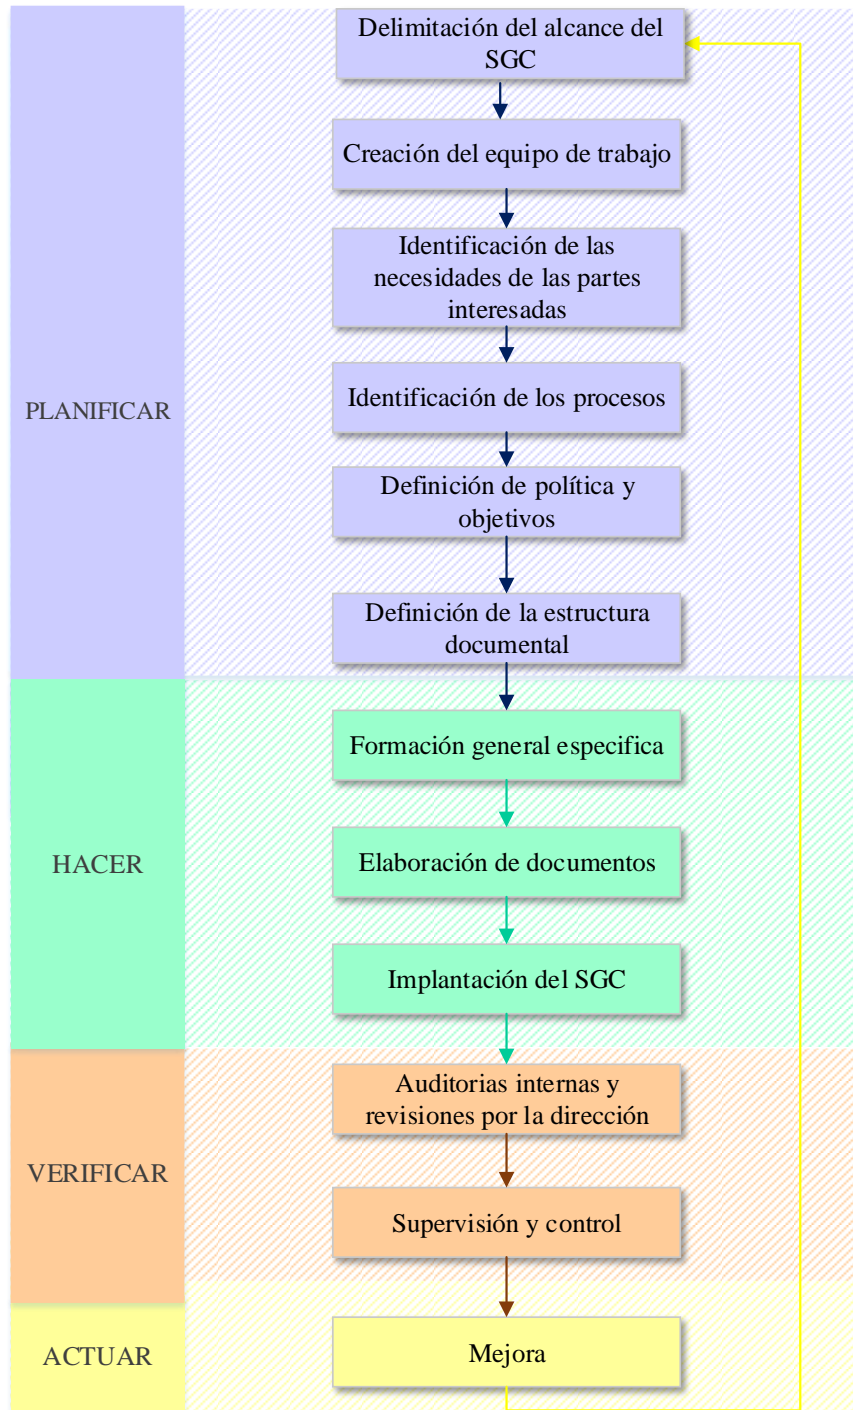 Delimitación del alcance del
SGC
Creación del equipo de trabajo
Identificación de las
necesidades de las partes
interesadas
Identificación de los procesos
PLANIFICAR
Definición de política y
objetivos
Definición de la estructura
documental
Formación general especifica
HACER
Elaboración de documentos
Implantación del SGC
Auditorias internas y
revisiones por la dirección
VERIFICAR
Supervisión y control
ACTUAR
Mejora